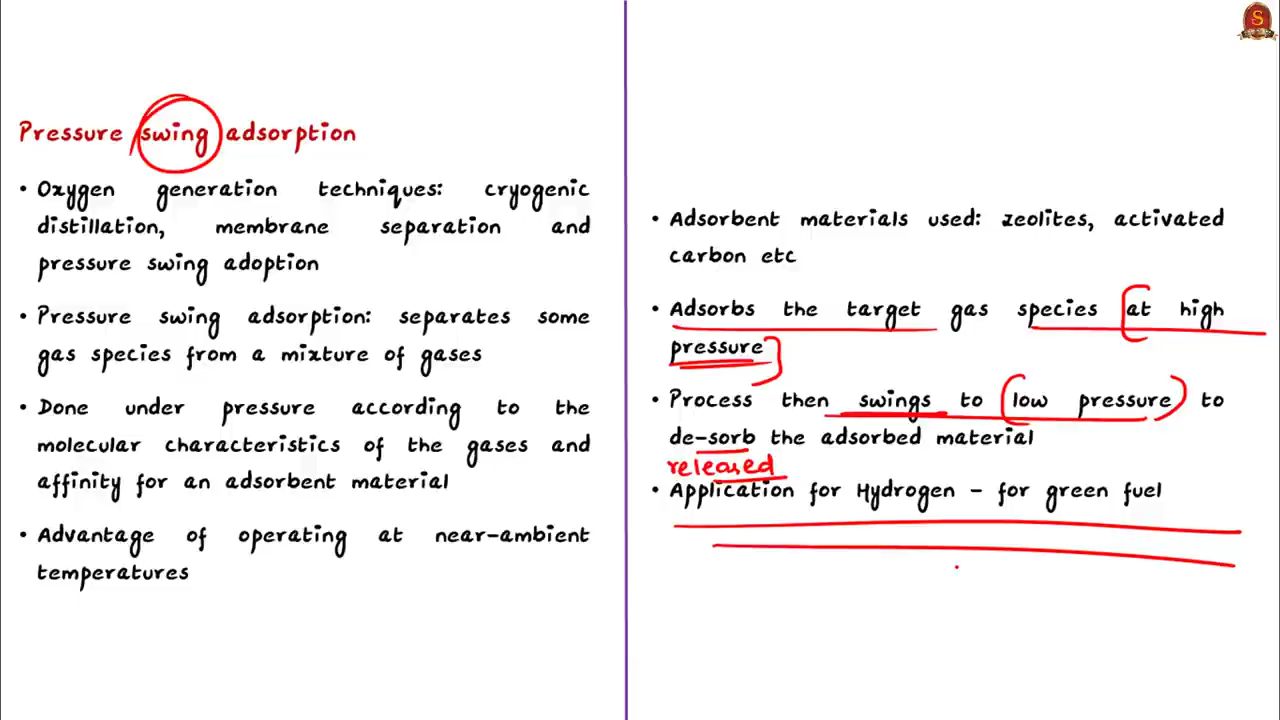 Pressure swing adsorption
• Oxygen generation techniques: cryogenic
distillation, membrane separation and
pressure swing adoption
• Pressure swing adsorption: separates some
gas species from a mixture of gases
• Done under pressure according to the
molecular characteristics of the gases and
affinity for an adsorbent material
• Advantage of operating at near-ambient
temperatures
S
• Adsorbent materials used: zeolites, activated
carbon etc
• Adsorbs the target gas species at high
pressure
• Process then swings to low pressure to
de-sorb the adsorbed material
released
• Application for Hydrogen - for green fuel